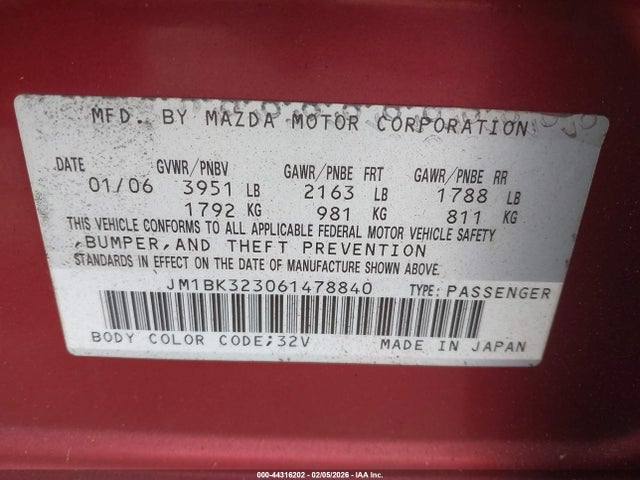 MFD. BY MAZDA MOTOR CORPORATION
DATE GVWR/PNBV GAWR/PNBE FRT GAWR/PNBE RR
01/06 3951 LB 2163 LB 1788 LB
1792 KG 981 KG 811 KG
THIS VEHICLE CONFORMS TO ALL APPLICABLE FEDERAL MOTOR VEHICLE SAFETY
,BUMPER,AND THEFT PREVENTION
STANDARDS IN EFFECT ON THE DATE OF MANUFACTURE SHOWN ABOVE.
JM1BK323061478840 TYPE: PASSENGER
BODY COLOR CODE;32V MADE IN JAPAN
000-44316202 - 02/05/2026 - IAA Inc.